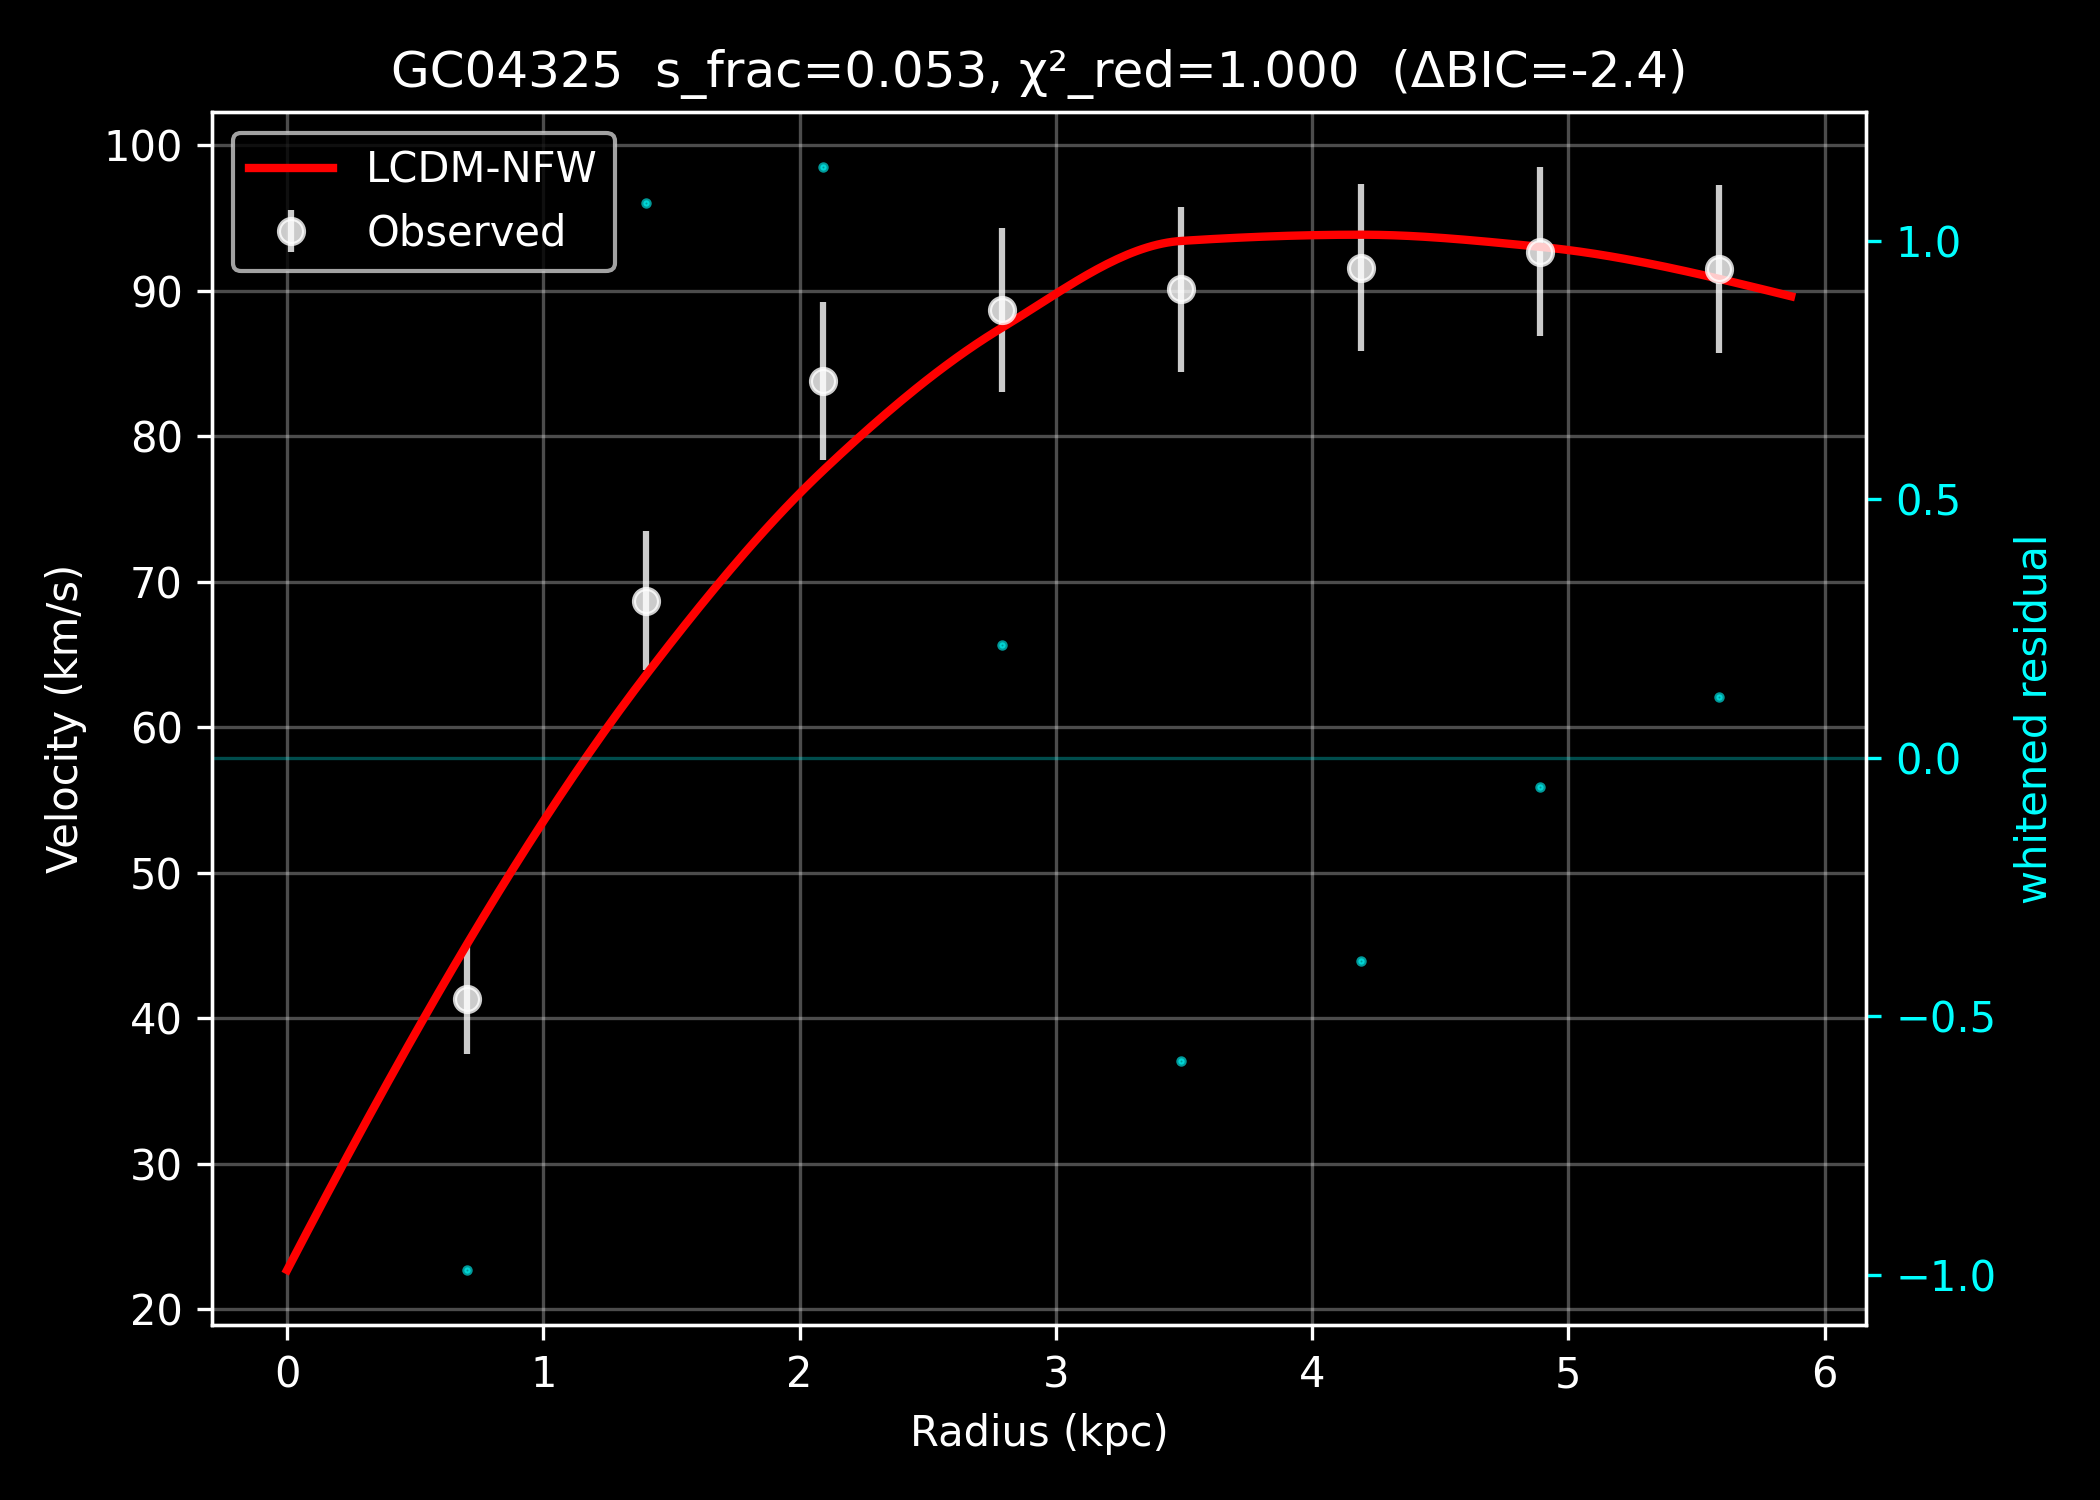 GC04325  s_frac=0.053, χ²_red=1.000  (ΔBIC=-2.4)
LCDM-NFW
Observed
100
90
80
70
60
50
40
30
20
Velocity (km/s)
0 1 2 3 4 5 6
Radius (kpc)
1.0
0.5
0.0
−0.5
−1.0
whitened residual